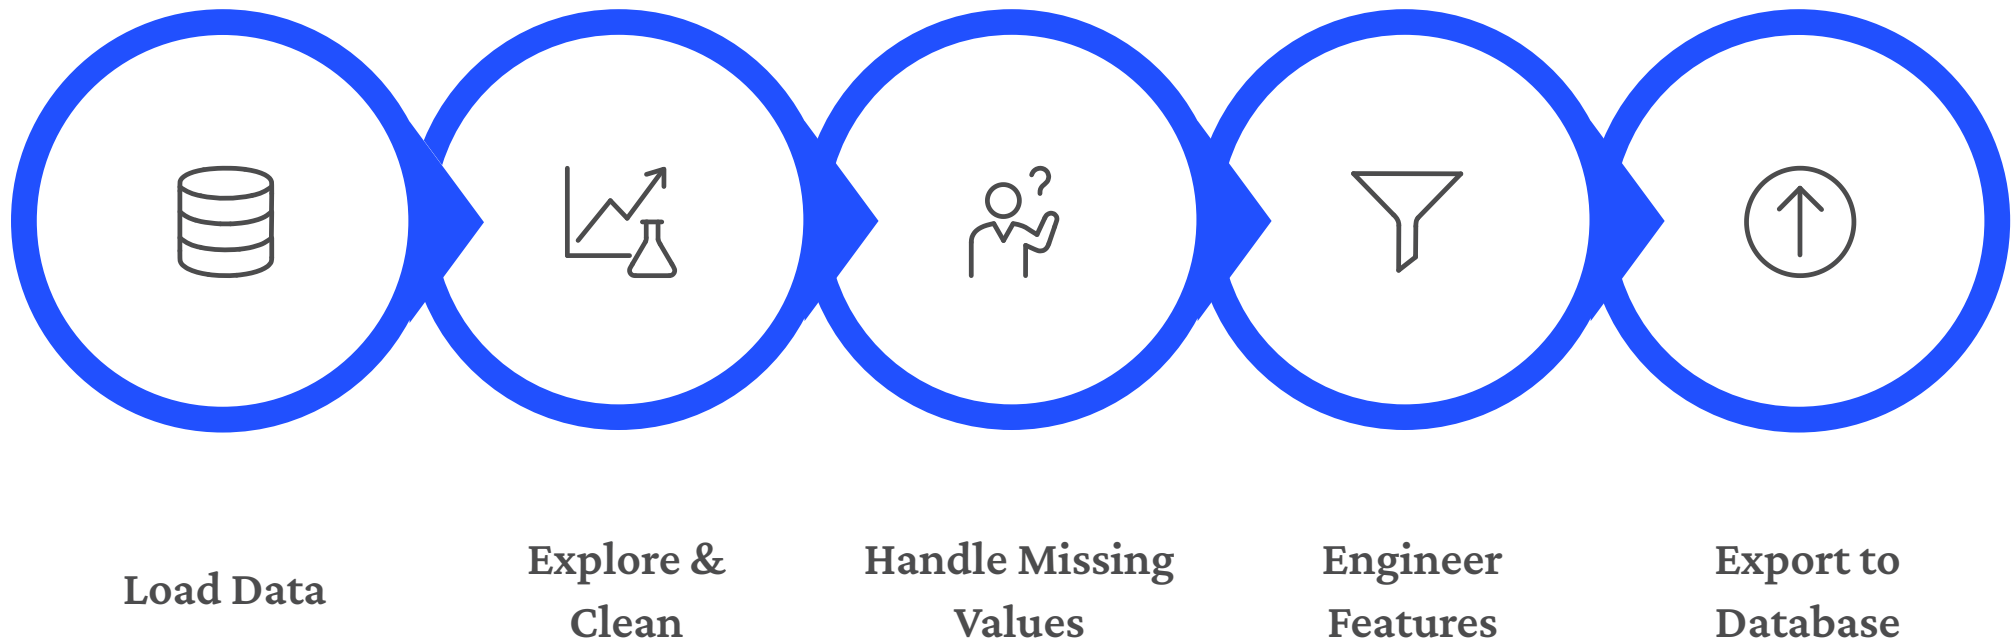 Load Data
Explore &
Clean
Handle Missing
Values
Engineer
Features
Export to
Database